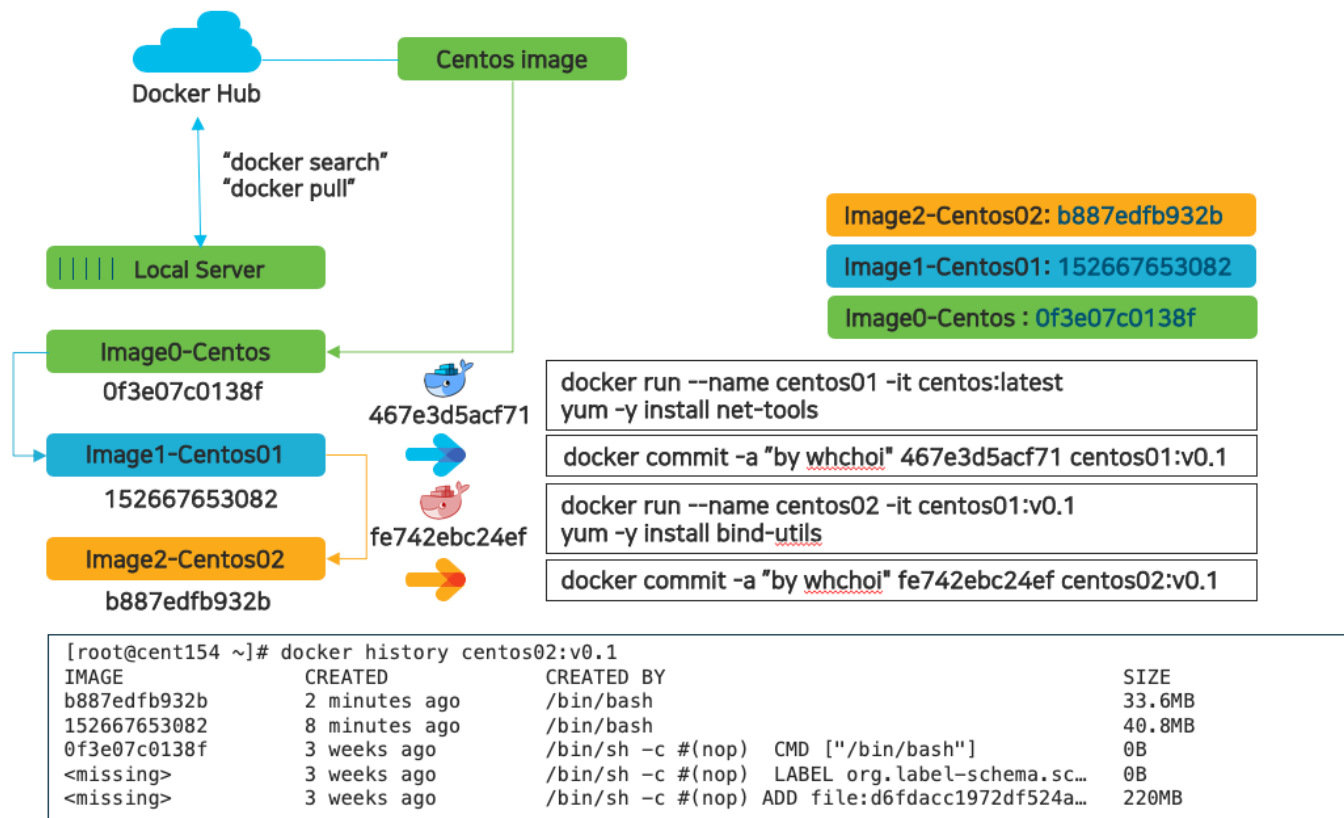 Centos image
Docker Hub
"docker search"
"docker pull"
Local Server
Image2-Centos02: b887edfb932b
Image1-Centos01: 152667653082
Image0-Centos : 0f3e07c0138f
Image0-Centos
0f3e07c0138f
467e3d5acf71
docker run --name centos01 -it centos:latest
yum -y install net-tools
Image1-Centos01
152667653082
docker commit -a "by whchoi" 467e3d5acf71 centos01:v0.1
fe742ebc24ef
docker run --name centos02 -it centos01:v0.1
yum -y install bind-utils
Image2-Centos02
b887edfb932b
docker commit -a "by whchoi" fe742ebc24ef centos02:v0.1
[root@cent154 ~]# docker history centos02:v0.1
IMAGE CREATED CREATED BY SIZE
b887edfb932b 2 minutes ago /bin/bash 33.6MB
152667653082 8 minutes ago /bin/bash 40.8MB
0f3e07c0138f 3 weeks ago /bin/sh -c #(nop)  CMD ["/bin/bash"] 0B
<missing> 3 weeks ago /bin/sh -c #(nop)  LABEL org.label-schema.sc… 0B
<missing> 3 weeks ago /bin/sh -c #(nop) ADD file:d6fdacc1972df524a… 220MB